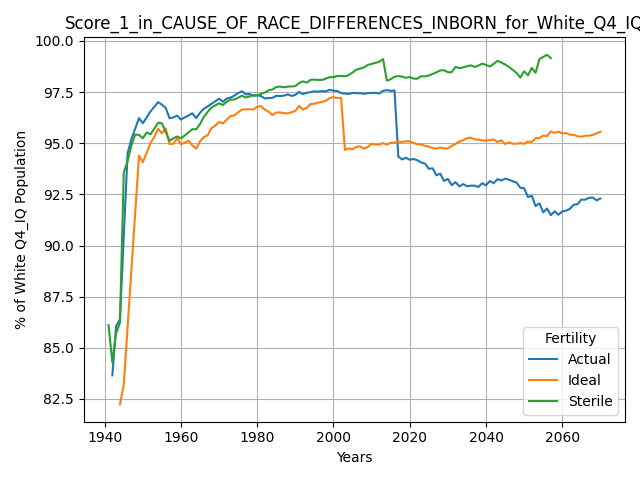 Score_1_in_CAUSE_OF_RACE_DIFFERENCES_INBORN_for_White_Q4_IQ
100.0
97.5
95.0
92.5
90.0
87.5
85.0
82.5
% of White Q4_IQ Population
1940
1960
1980
2000
2020
2040
2060
Years
Fertility
Actual
Ideal
Sterile